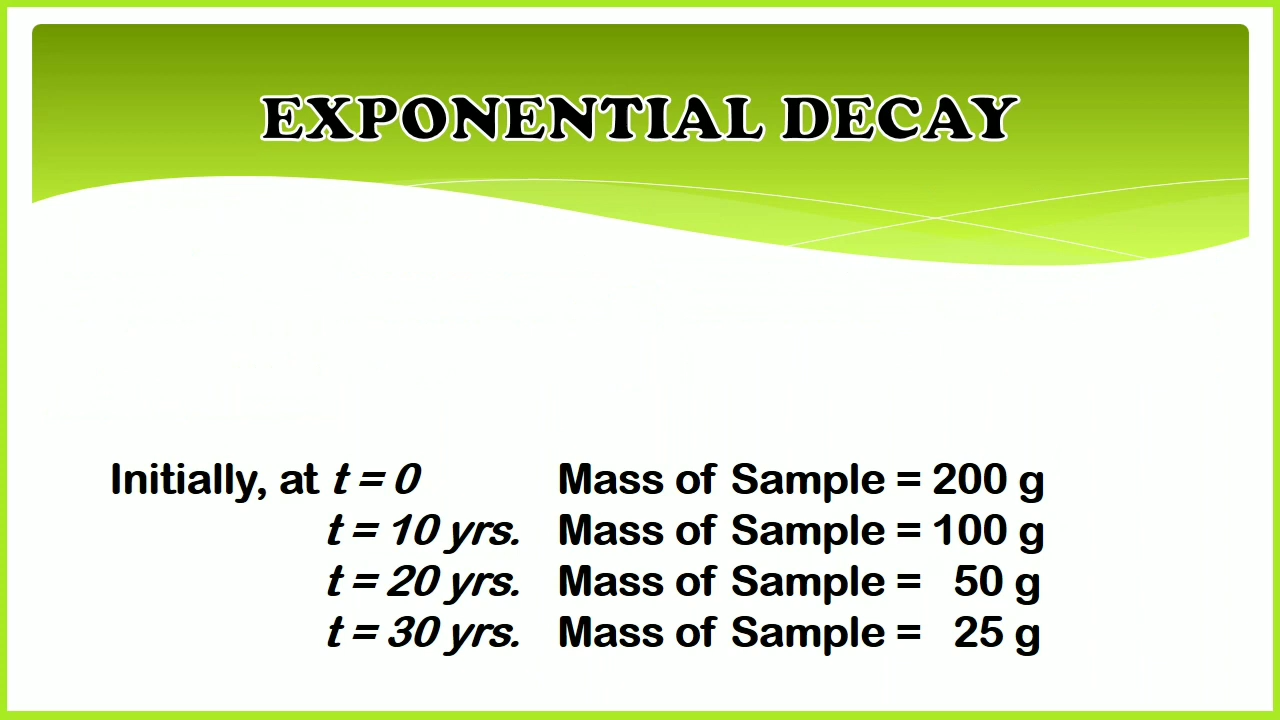 EXPONENTIAL DECAY
Initially, at t = 0 Mass of Sample = 200 g
t = 10 yrs. Mass of Sample = 100 g
t = 20 yrs. Mass of Sample = 50 g
t = 30 yrs. Mass of Sample = 25 g